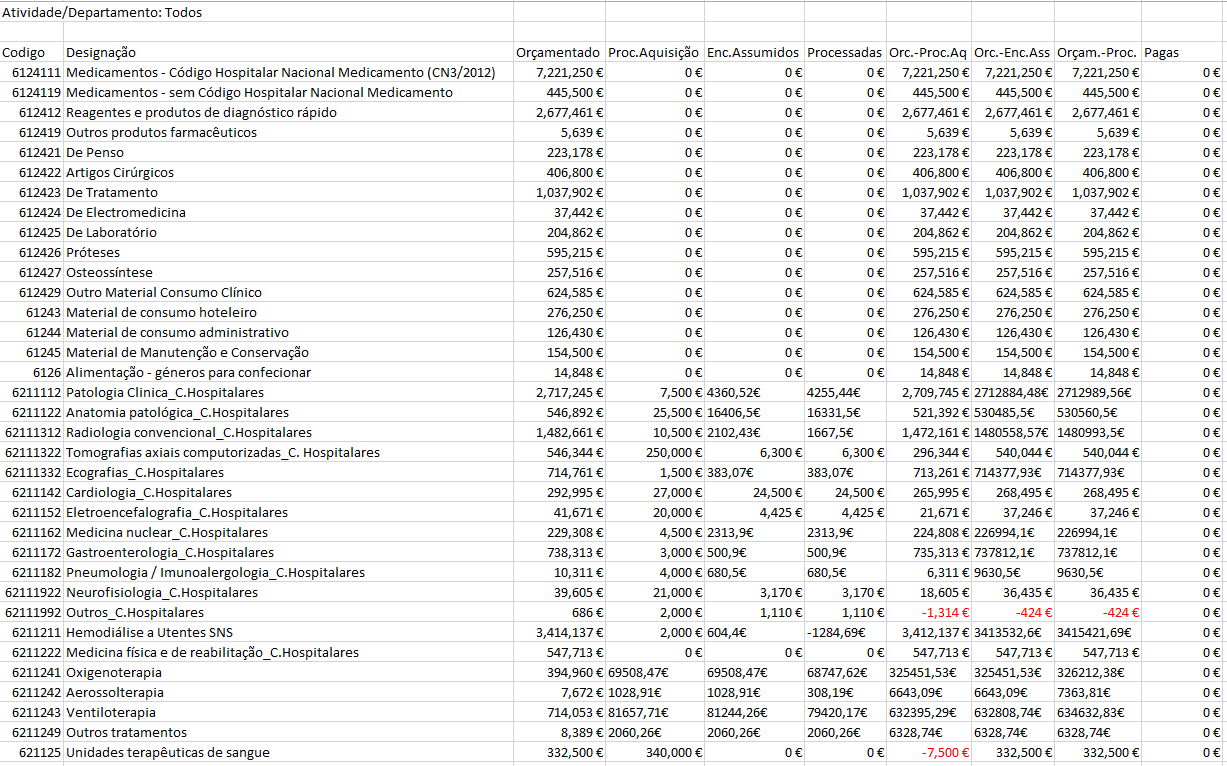 Atividade/Departamento: Todos
Codigo Designação Orçamentado Proc.Aquisição Enc.Assumidos Processadas Orc.-Proc.Aq Orc.-Enc.Ass Orçam.-Proc. Pagas
6124111 Medicamentos - Código Hospitalar Nacional Medicamento (CN3/2012) 7,221,250 € 0 € 0 € 0 € 7,221,250 € 7,221,250 € 7,221,250 € 0 €
6124119 Medicamentos - sem Código Hospitalar Nacional Medicamento 445,500 € 0 € 0 € 0 € 445,500 € 445,500 € 445,500 € 0 €
612412 Reagentes e produtos de diagnóstico rápido 2,677,461 € 0 € 0 € 0 € 2,677,461 € 2,677,461 € 2,677,461 € 0 €
612419 Outros produtos farmacêuticos 5,639 € 0 € 0 € 0 € 5,639 € 5,639 € 5,639 € 0 €
612421 De Penso 223,178 € 0 € 0 € 0 € 223,178 € 223,178 € 223,178 € 0 €
612422 Artigos Cirúrgicos 406,800 € 0 € 0 € 0 € 406,800 € 406,800 € 406,800 € 0 €
612423 De Tratamento 1,037,902 € 0 € 0 € 0 € 1,037,902 € 1,037,902 € 1,037,902 € 0 €
612424 De Electromedicina 37,442 € 0 € 0 € 0 € 37,442 € 37,442 € 37,442 € 0 €
612425 De Laboratório 204,862 € 0 € 0 € 0 € 204,862 € 204,862 € 204,862 € 0 €
612426 Próteses 595,215 € 0 € 0 € 0 € 595,215 € 595,215 € 595,215 € 0 €
612427 Osteossíntese 257,516 € 0 € 0 € 0 € 257,516 € 257,516 € 257,516 € 0 €
612429 Outro Material Consumo Clínico 624,585 € 0 € 0 € 0 € 624,585 € 624,585 € 624,585 € 0 €
61243 Material de consumo hoteleiro 276,250 € 0 € 0 € 0 € 276,250 € 276,250 € 276,250 € 0 €
61244 Material de consumo administrativo 126,430 € 0 € 0 € 0 € 126,430 € 126,430 € 126,430 € 0 €
61245 Material de Manutenção e Conservação 154,500 € 0 € 0 € 0 € 154,500 € 154,500 € 154,500 € 0 €
6126 Alimentação - géneros para confecionar 14,848 € 0 € 0 € 0 € 14,848 € 14,848 € 14,848 € 0 €
6211112 Patologia Clinica_C.Hospitalares 2,717,245 € 7,500 € 4360,52€ 4255,44€ 2,709,745 € 2712884,48€ 2712989,56€ 0 €
6211122 Anatomia patológica_C.Hospitalares 546,892 € 25,500 € 16406,5€ 16331,5€ 521,392 € 530485,5€ 530560,5€ 0 €
62111312 Radiologia convencional_C.Hospitalares 1,482,661 € 10,500 € 2102,43€ 1667,5€ 1,472,161 € 1480558,57€ 1480993,5€ 0 €
62111322 Tomografias axiais computorizadas_C. Hospitalares 546,344 € 250,000 € 6,300 € 6,300 € 296,344 € 540,044 € 540,044 € 0 €
62111332 Ecografias_C.Hospitalares 714,761 € 1,500 € 383,07€ 383,07€ 713,261 € 714377,93€ 714377,93€ 0 €
6211142 Cardiologia_C.Hospitalares 292,995 € 27,000 € 24,500 € 24,500 € 265,995 € 268,495 € 268,495 € 0 €
6211152 Eletroencefalografia_C.Hospitalares 41,671 € 20,000 € 4,425 € 4,425 € 21,671 € 37,246 € 37,246 € 0 €
6211162 Medicina nuclear_C.Hospitalares 229,308 € 4,500 € 2313,9€ 2313,9€ 224,808 € 226994,1€ 226994,1€ 0 €
6211172 Gastroenterologia_C.Hospitalares 738,313 € 3,000 € 500,9€ 500,9€ 735,313 € 737812,1€ 737812,1€ 0 €
6211182 Pneumologia / Imunoalergologia_C.Hospitalares 10,311 € 4,000 € 680,5€ 680,5€ 6,311 € 9630,5€ 9630,5€ 0 €
62111922 Neurofisiologia_C.Hospitalares 39,605 € 21,000 € 3,170 € 3,170 € 18,605 € 36,435 € 36,435 € 0 €
62111992 Outros_C.Hospitalares 686 € 2,000 € 1,110 € 1,110 € -1,314 € -424 € -424 € 0 €
6211211 Hemodiálise a Utentes SNS 3,414,137 € 2,000 € 604,4€ -1284,69€ 3,412,137 € 3413532,6€ 3415421,69€ 0 €
6211222 Medicina física e de reabilitação_C.Hospitalares 547,713 € 0 € 0 € 0 € 547,713 € 547,713 € 547,713 € 0 €
6211241 Oxigenoterapia 394,960 € 69508,47€ 69508,47€ 68747,62€ 325451,53€ 325451,53€ 326212,38€ 0 €
6211242 Aerossolterapia 7,672 € 1028,91€ 1028,91€ 308,19€ 6643,09€ 6643,09€ 7363,81€ 0 €
6211243 Ventiloterapia 714,053 € 81657,71€ 81244,26€ 79420,17€ 632395,29€ 632808,74€ 634632,83€ 0 €
6211249 Outros tratamentos 8,389 € 2060,26€ 2060,26€ 2060,26€ 6328,74€ 6328,74€ 6328,74€ 0 €
621125 Unidades terapêuticas de sangue 332,500 € 340,000 € 0 € 0 € -7,500 € 332,500 € 332,500 € 0 €